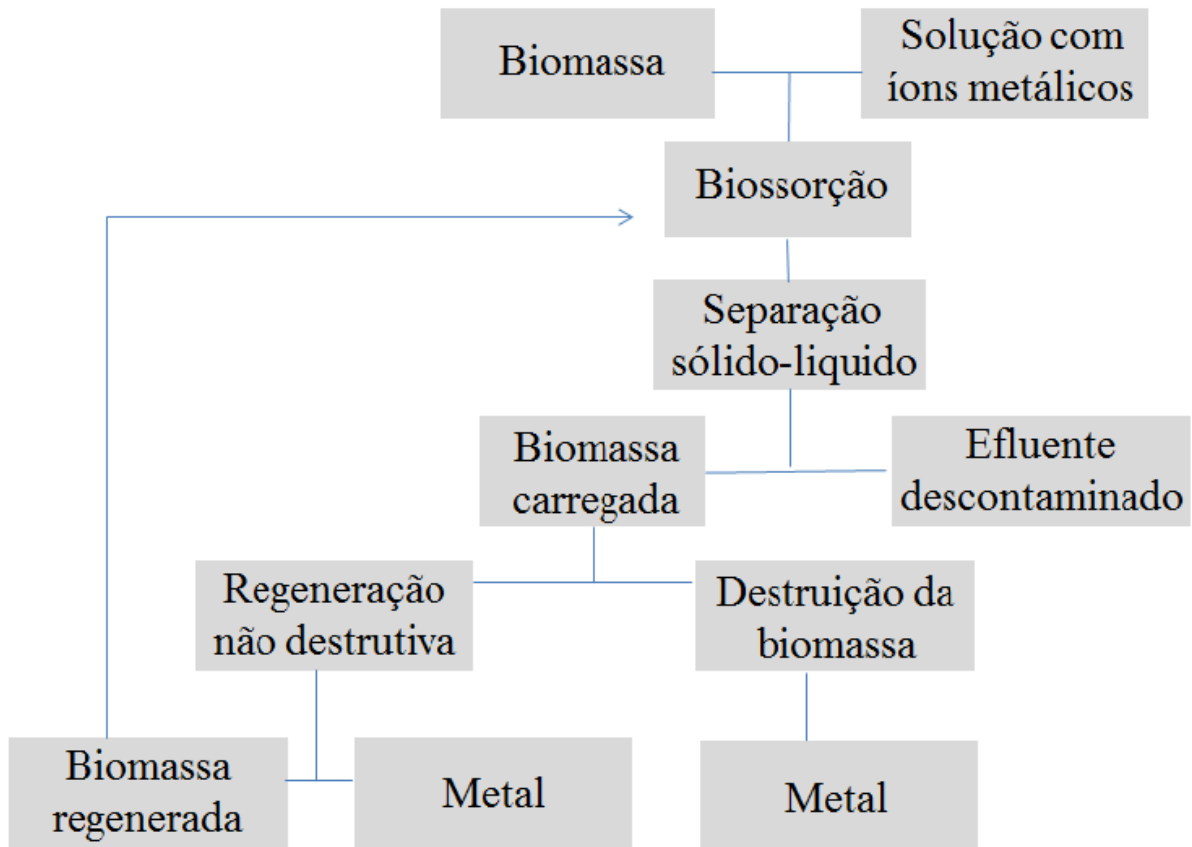 Biomassa
Solução com
íons metálicos
Biossorção
Separação
sólido-liquido
Biomassa
carregada
Efluente
descontaminado
Regeneração
não destrutiva
Destruição da
biomassa
Biomassa
regenerada
Metal
Metal